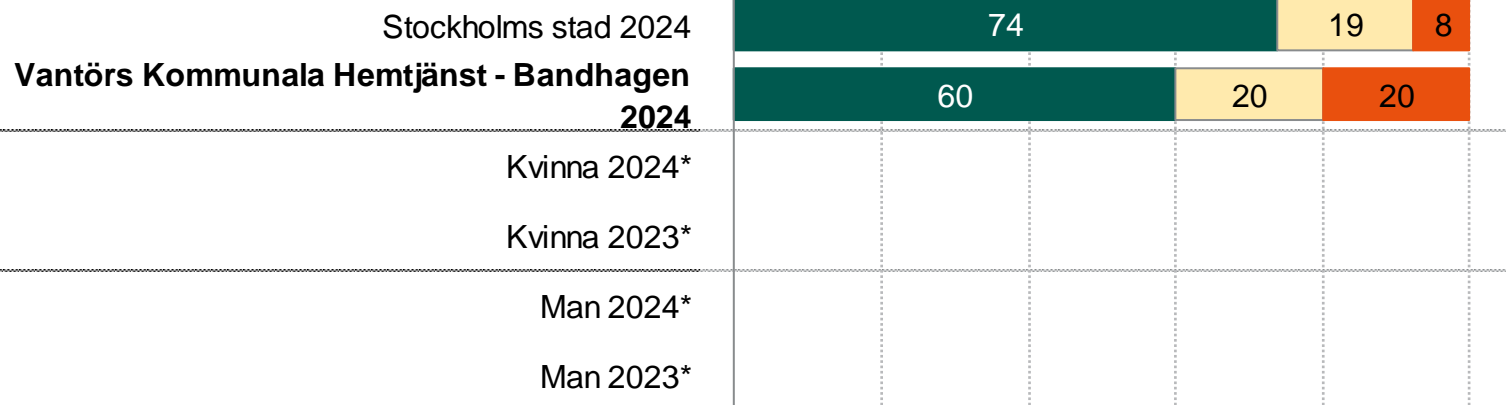 Stockholms stad 2024 74 19 8
Vantörs Kommunala Hemtjänst - Bandhagen
2024 60 20 20
Kvinna 2024*
Kvinna 2023*
Man 2024*
Man 2023*